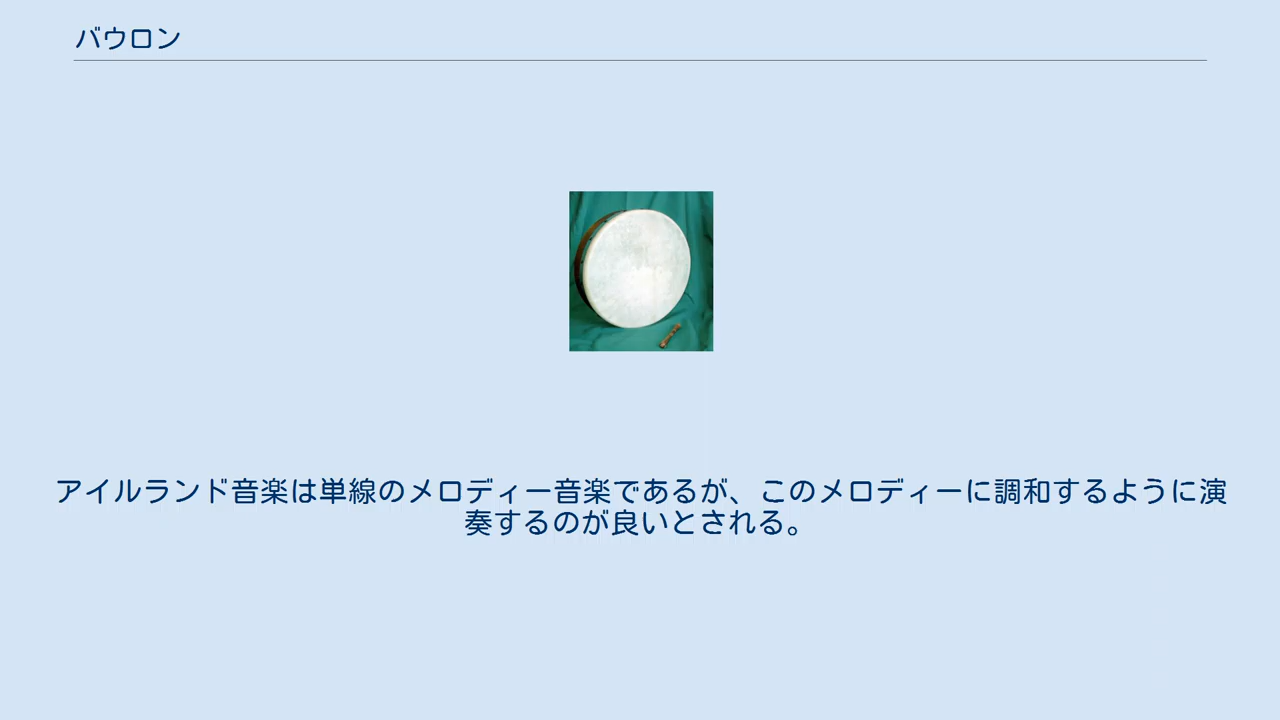 バウロン
アイルランド音楽は単線のメロディー音楽であるが、このメロディーに調和するように演
奏するのが良いとされる。